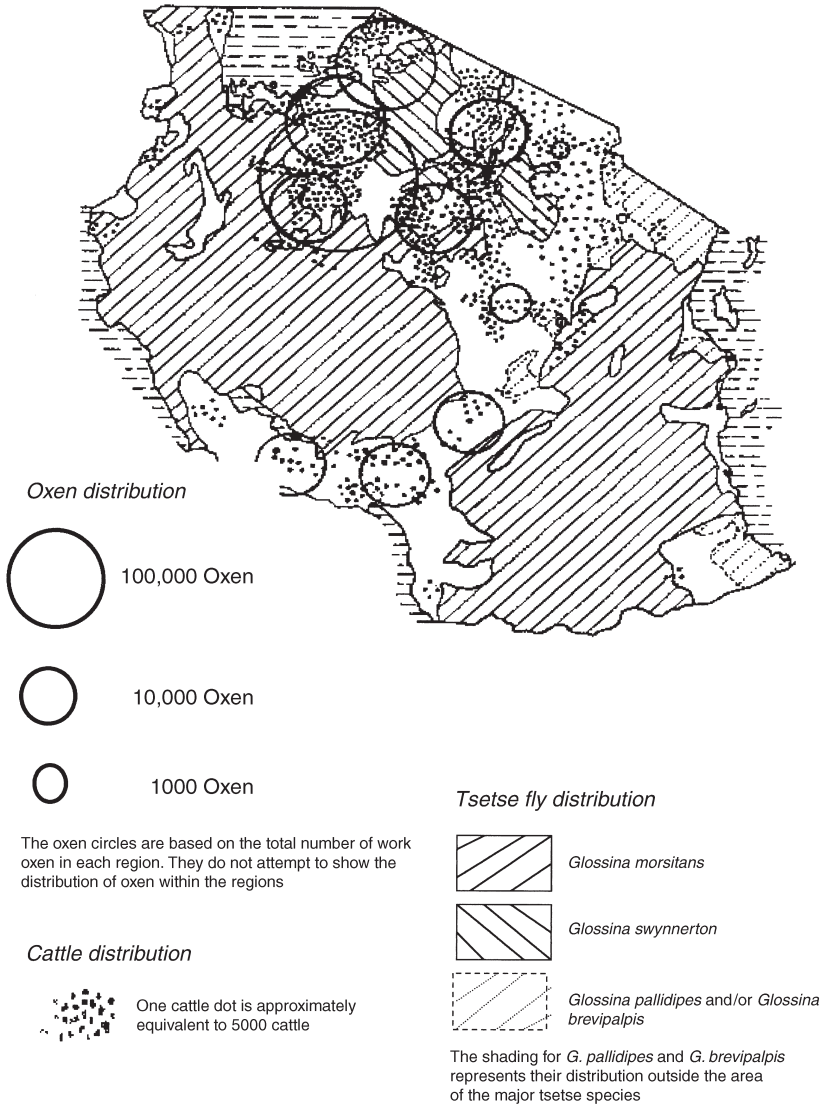 Oxen distribution
100,000 Oxen
10,000 Oxen
1000 Oxen
The oxen circles are based on the total number of work
oxen in each region. They do not attempt to show the
distribution of oxen within the regions
Cattle distribution
One cattle dot is approximately
equivalent to 5000 cattle
Tsetse fly distribution
Glossina morsitans
Glossina swynnerton
Glossina pallidipes and/or Glossina
brevipalpis
The shading for G. pallidipes and G. brevipalpis
represents their distribution outside the area
of the major tsetse species